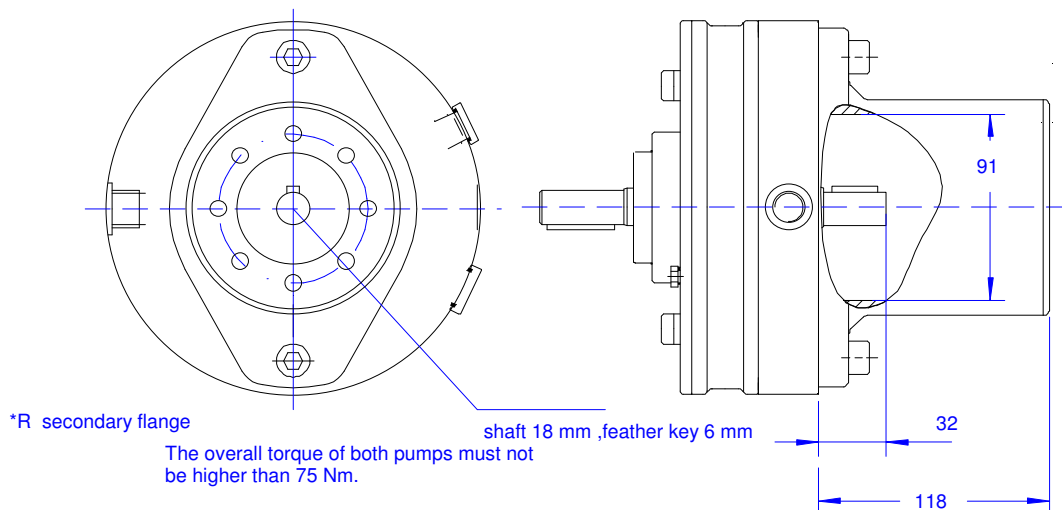 91
*R secondary flange
shaft 18 mm ,feather key 6 mm
32
The overall torque of both pumps must not
be higher than 75 Nm.
118